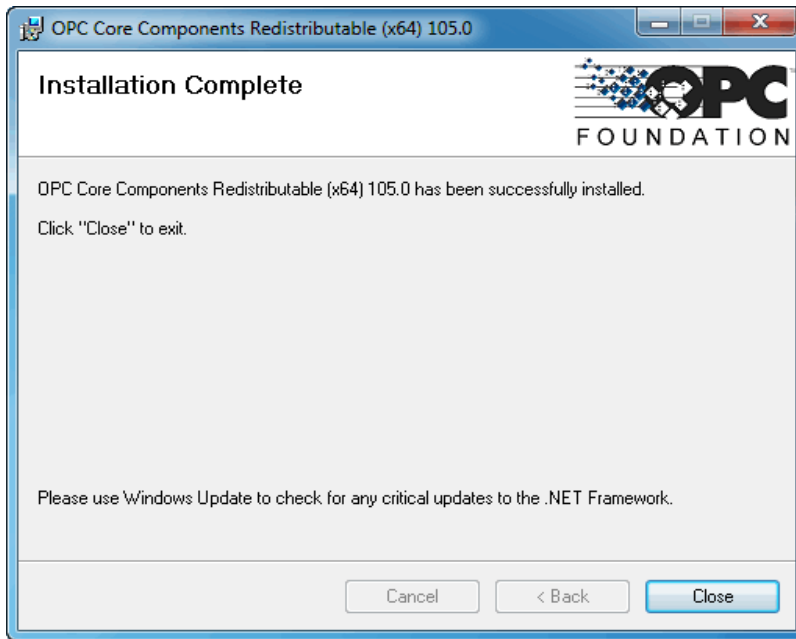 OPC Core Components Redistributable (x64) 105.0
Installation Complete
OPC
FOUNDATION
OPC Core Components Redistributable (x64) 105.0 has been successfully installed.
Click "Close" to exit.
Please use Windows Update to check for any critical updates to the .NET Framework.
Cancel
< Back
Close